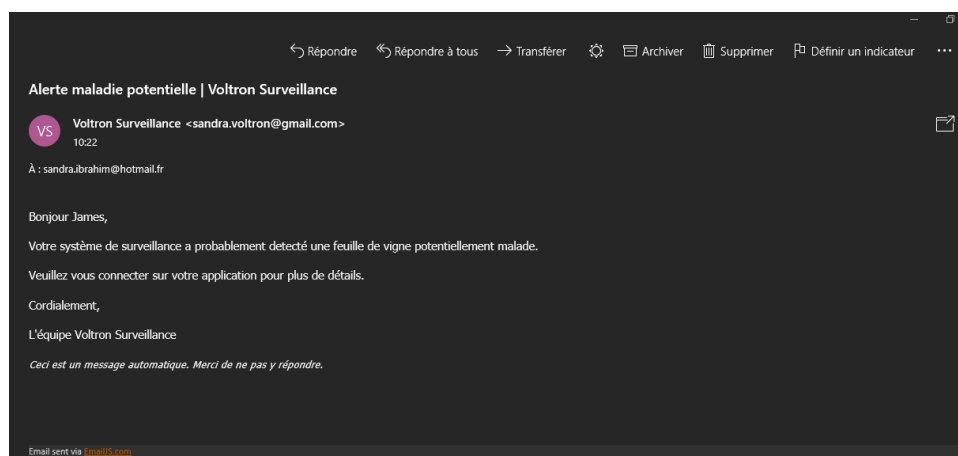 Répondre Répondre à tous Transférer Archiver Supprimer Définir un indicateur ...
Alerte maladie potentielle | Voltron Surveillance
VS
Voltron Surveillance <sandra.voltron@gmail.com>
10:22
À : sandra.ibrahim@hotmail.fr
Bonjour James,
Votre système de surveillance a probablement detecté une feuille de vigne potentiellement malade.
Veuillez vous connecter sur votre application pour plus de détails.
Cordialement,
L'équipe Voltron Surveillance
Ceci est un message automatique. Merci de ne pas y répondre.
Email sent via EmailJS.com